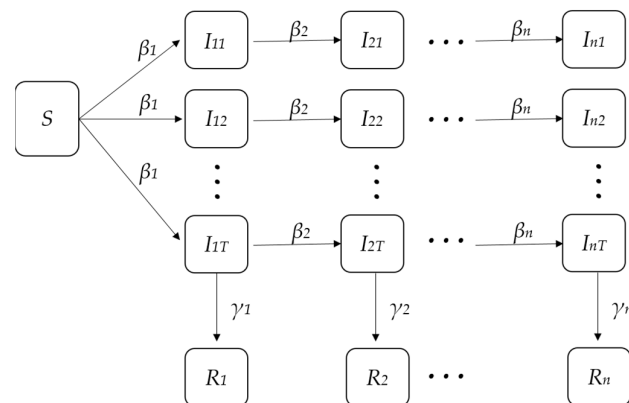 β1 I11 β2 I21 ... βn In1
S β1 I12 β2 I22 ... βn In2
β1 ⋮ ⋮ ⋮
I1T β2 I2T ... βn InT
γ1 γ2 γn
R1 R2 ... Rn